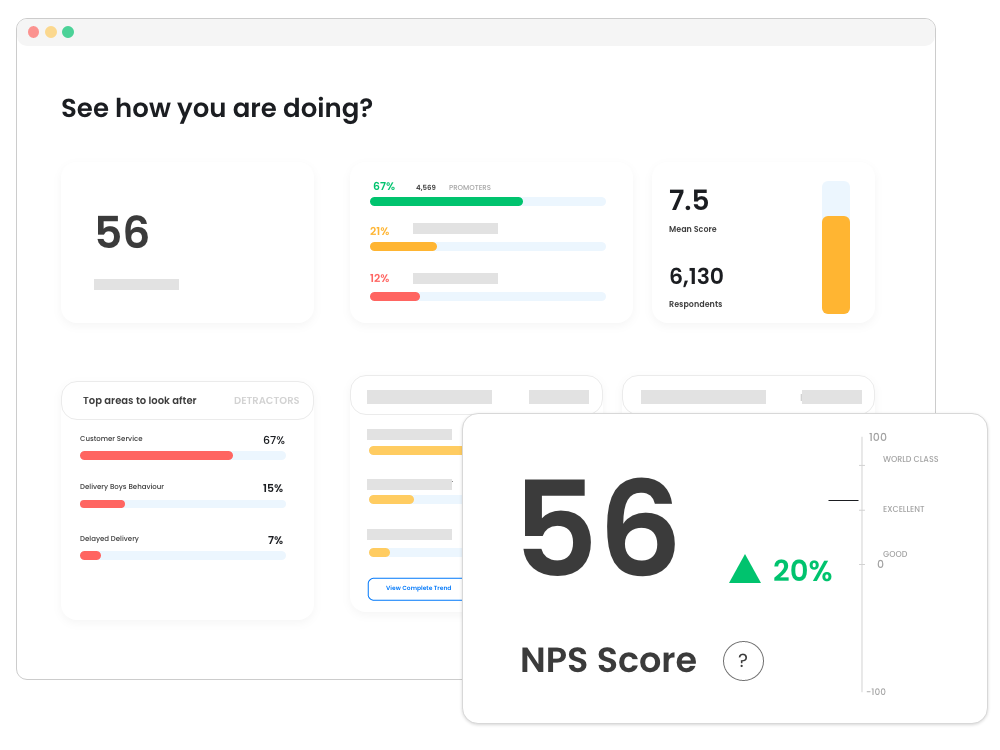 See how you are doing?
56
67% 4,569 PROMOTERS
21%
12%
7.5
Mean Score
6,130
Respondents
Top areas to look after DETRACTORS
Customer Service 67%
Delivery Boys Behaviour 15%
Delayed Delivery 7%
View Complete Trend
56
20%
NPS Score ?
100
WORLD CLASS
EXCELLENT
GOOD
0
-100